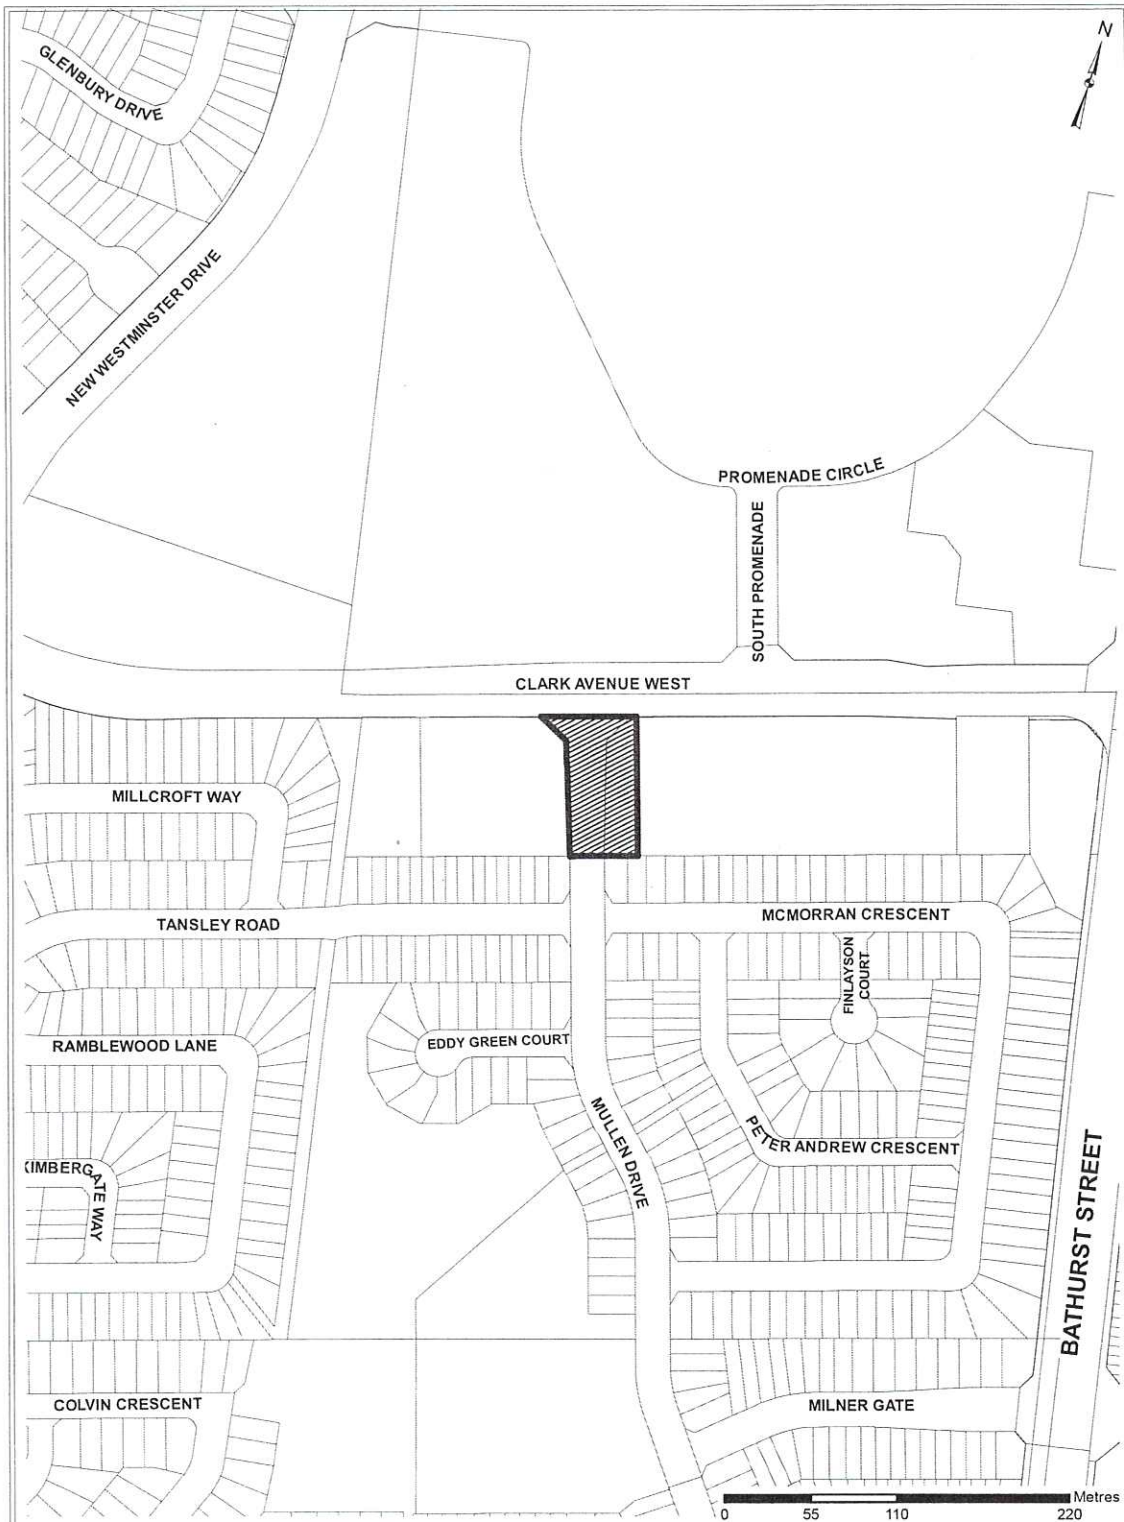 N
GLENBURY DRIVE
NEW WESTMINSTER DRIVE
PROMENADE CIRCLE
SOUTH PROMENADE
CLARK AVENUE WEST
MILLCROFT WAY
TANSLEY ROAD
MCMORRAN CRESCENT
FINLAYSON
COURT
RAMBLEWOOD LANE
EDDY GREEN COURT
MULLEN DRIVE
PETER ANDREW CRESCENT
KIMBERGATE WAY
BATHURST STREET
COLVIN CRESCENT
MILNER GATE
Metres
0 55 110 220